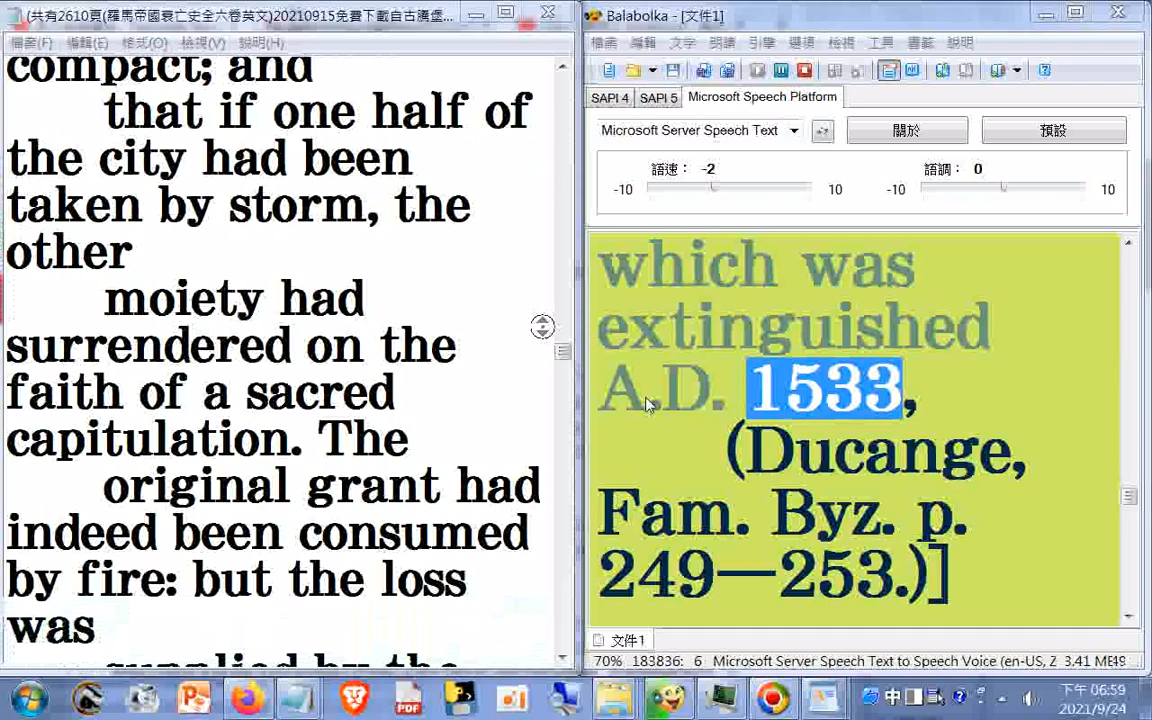 (共有2610頁(羅馬帝國衰亡史全六卷英文)20210915免費下載自古騰堡...
檔案(F) 編輯(E) 格式(O) 檢視(V) 說明(H)
compact; and
that if one half of
the city had been
taken by storm, the
other
moiety had
surrendered on the
faith of a sacred
capitulation. The
original grant had
indeed been consumed
by fire: but the loss
was
supplied by the
Balabolka - [文件1]
檔案 編輯 文字 朗讀 引擎 選項 檢視 工具 書籤 說明
SAPI 4 SAPI 5 Microsoft Speech Platform
Microsoft Server Speech Text 關於 預設
語速： -2 語調： 0
-10 10 -10 10
which was
extinguished
A.D. 1533,
(Ducange,
Fam. Byz. p.
249—253.)]
文件1
70% 183836: 6 Microsoft Server Speech Text to Speech Voice (en-US, Z 3.41 ME49
中 下午 06:59
2021/9/24